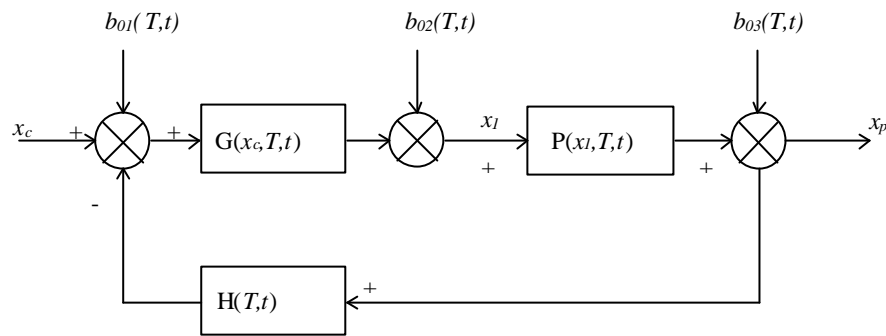 b01(T,t) b02(T,t) b03(T,t)
xc + + G(xc,T,t) x1 + P(x1,T,t) + xp
-
H(T,t) +